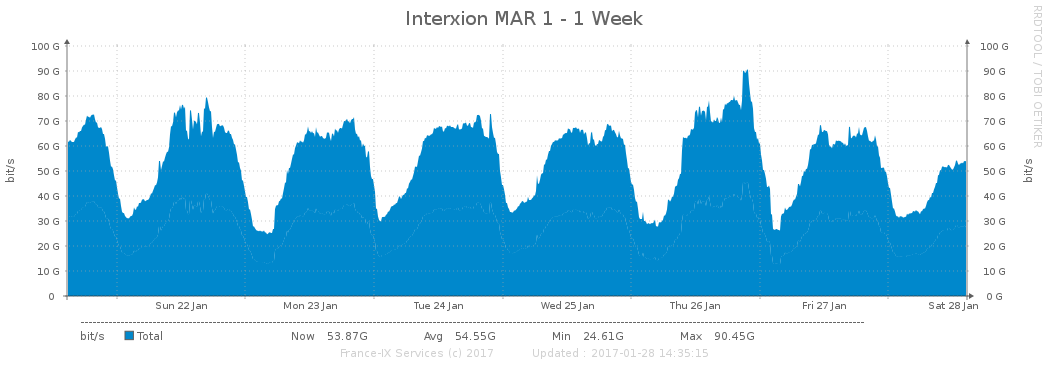 Interxion MAR 1 - 1 Week
RRDTOOL / TOBI OETIKER
100 G 100 G
90 G 90 G
80 G 80 G
70 G 70 G
60 G 60 G
50 G 50 G
40 G 40 G
30 G 30 G
20 G 20 G
10 G 10 G
0 0 G
bit/s
bit/s
Sun 22 Jan Mon 23 Jan Tue 24 Jan Wed 25 Jan Thu 26 Jan Fri 27 Jan Sat 28 Jan
bit/s Total Now 53.87G Avg 54.55G Min 24.61G Max 90.45G
France-IX Services (c) 2017 Updated : 2017-01-28 14:35:15